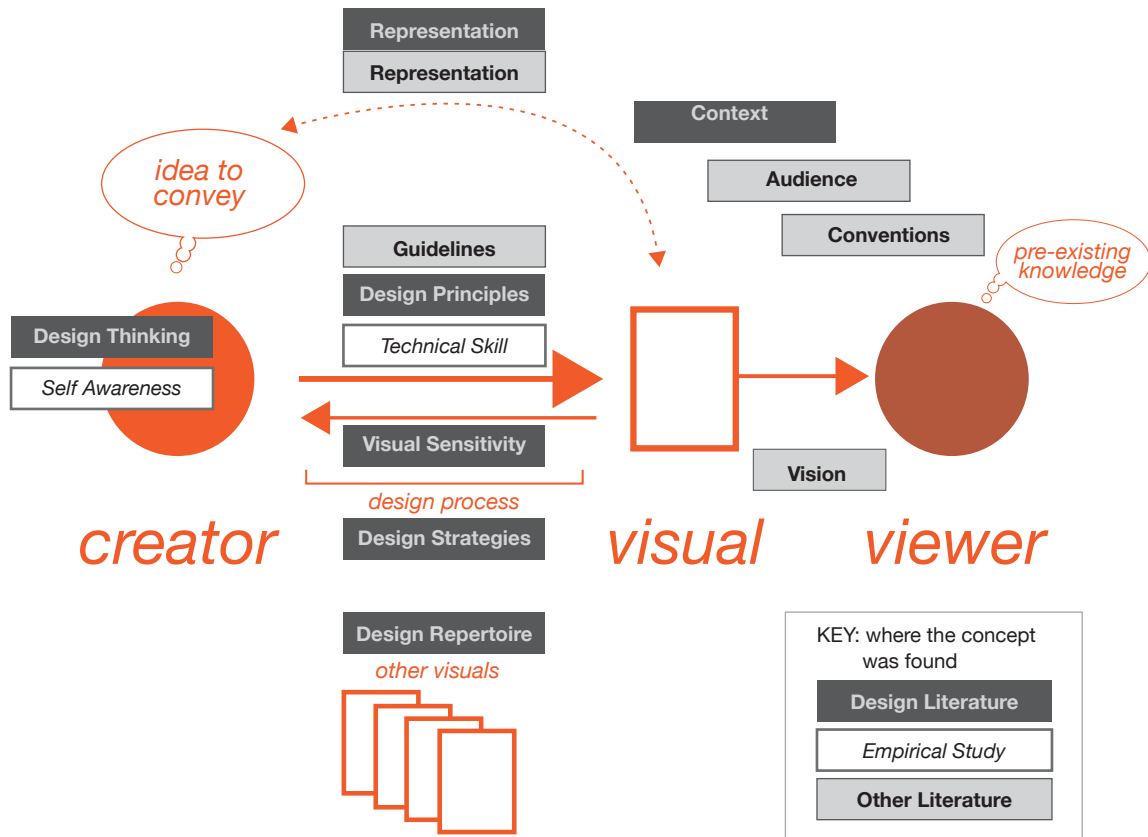 Representation
Representation
Context
idea to
convey
Audience
Conventions
Guidelines
pre-existing
knowledge
Design Principles
Design Thinking
Technical Skill
Self Awareness
Visual Sensitivity
Vision
design process
creator
Design Strategies
visual
viewer
Design Repertoire
other visuals
KEY: where the concept
was found
Design Literature
Empirical Study
Other Literature